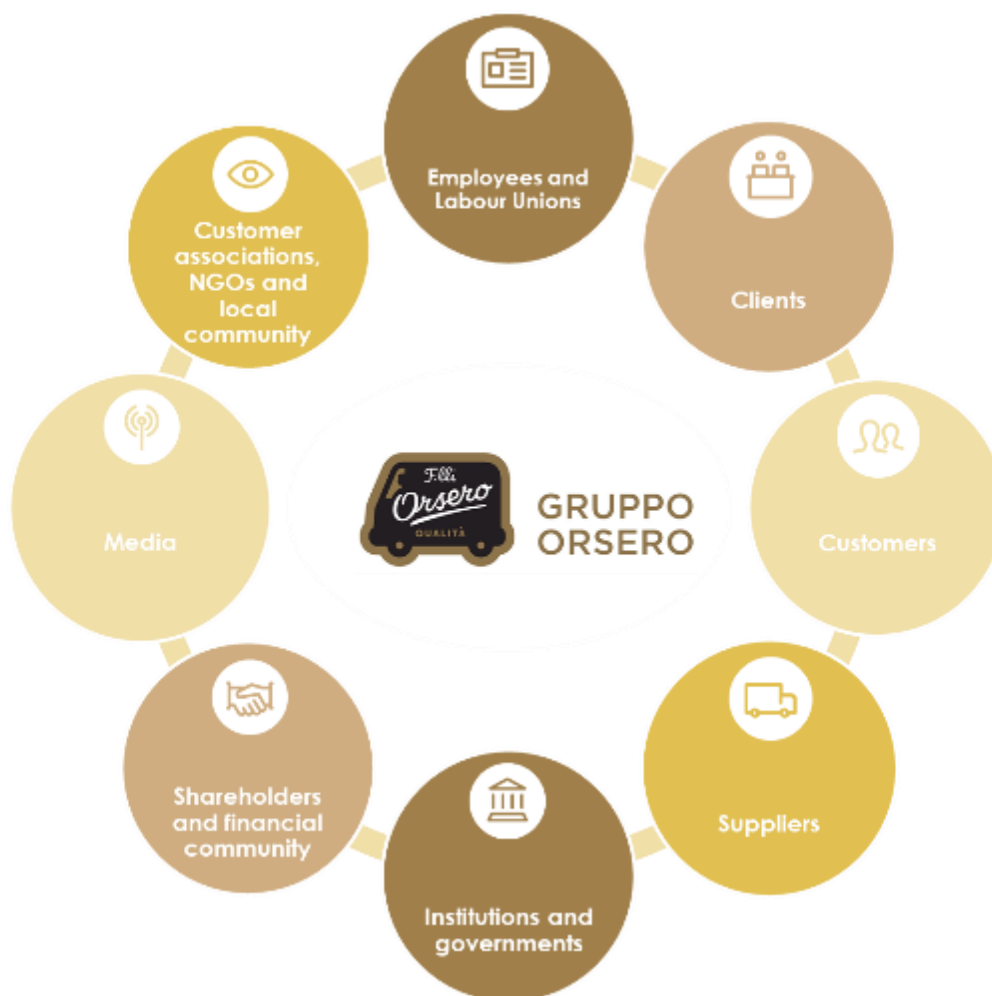 Employees and
Labour Unions
Clients
Customers
Suppliers
Institutions and
governments
Shareholders
and financial
community
Media
Customer
associations,
NGOs and
local
community
F.lli
Orsero
QUALITÀ
GRUPPO
ORSERO